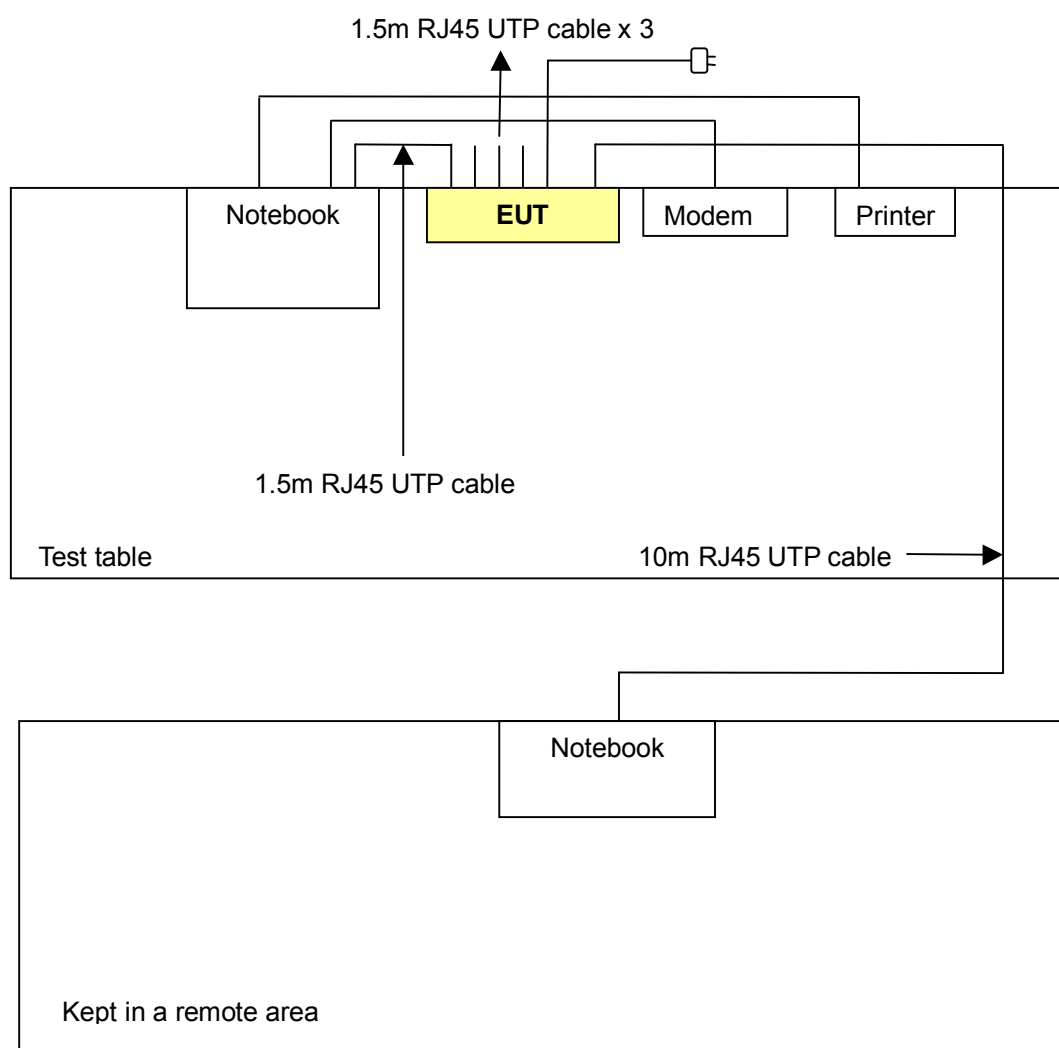 1.5m RJ45 UTP cable x 3
Notebook
EUT
Modem
Printer
1.5m RJ45 UTP cable
Test table
10m RJ45 UTP cable
Notebook
Kept in a remote area